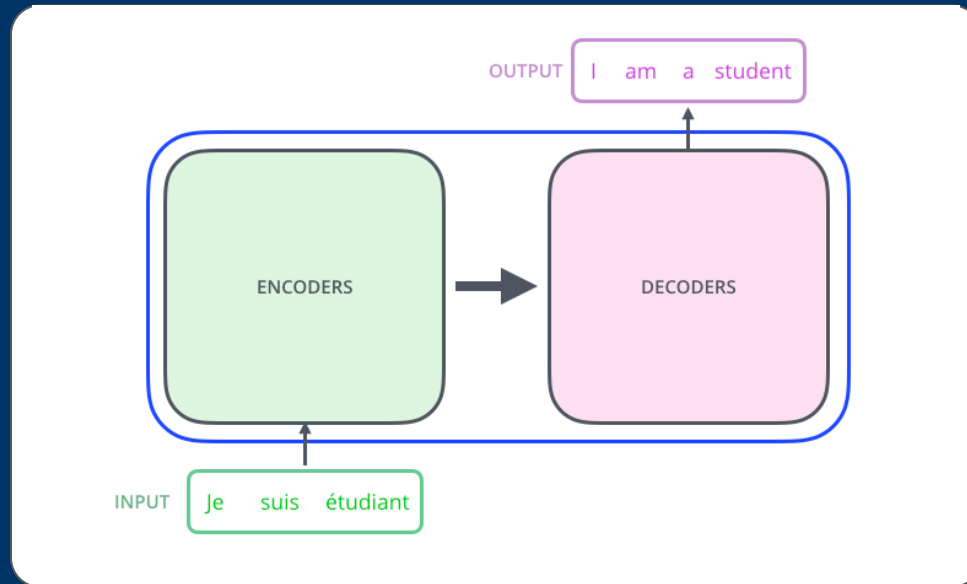 OUTPUT I am a student
ENCODERS
DECODERS
INPUT Je suis étudiant